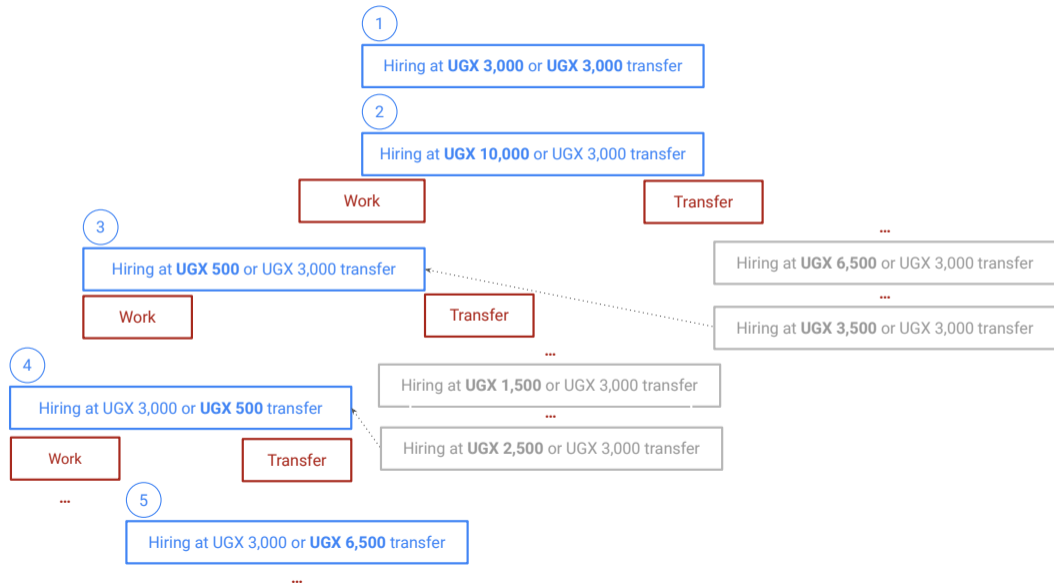 1
Hiring at UGX 3,000 or UGX 3,000 transfer
2
Hiring at UGX 10,000 or UGX 3,000 transfer
Work
Transfer
3
...
Hiring at UGX 500 or UGX 3,000 transfer
Hiring at UGX 6,500 or UGX 3,000 transfer
...
Work
Transfer
Hiring at UGX 3,500 or UGX 3,000 transfer
...
4
Hiring at UGX 1,500 or UGX 3,000 transfer
Hiring at UGX 3,000 or UGX 500 transfer
...
Work
Transfer
Hiring at UGX 2,500 or UGX 3,000 transfer
...
5
Hiring at UGX 3,000 or UGX 6,500 transfer
...